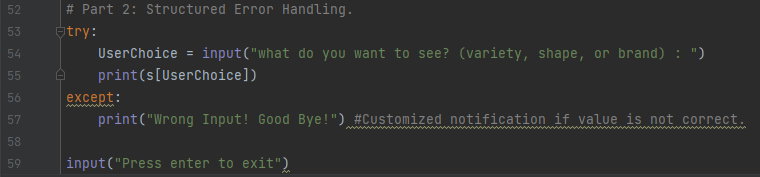 52 # Part 2: Structured Error Handling.
53 try:
54     UserChoice = input("what do you want to see? (variety, shape, or brand) : ")
55     print(s[UserChoice])
56 except:
57     print("Wrong Input! Good Bye!") #Customized notification if value is not correct.
58
59 input("Press enter to exit")